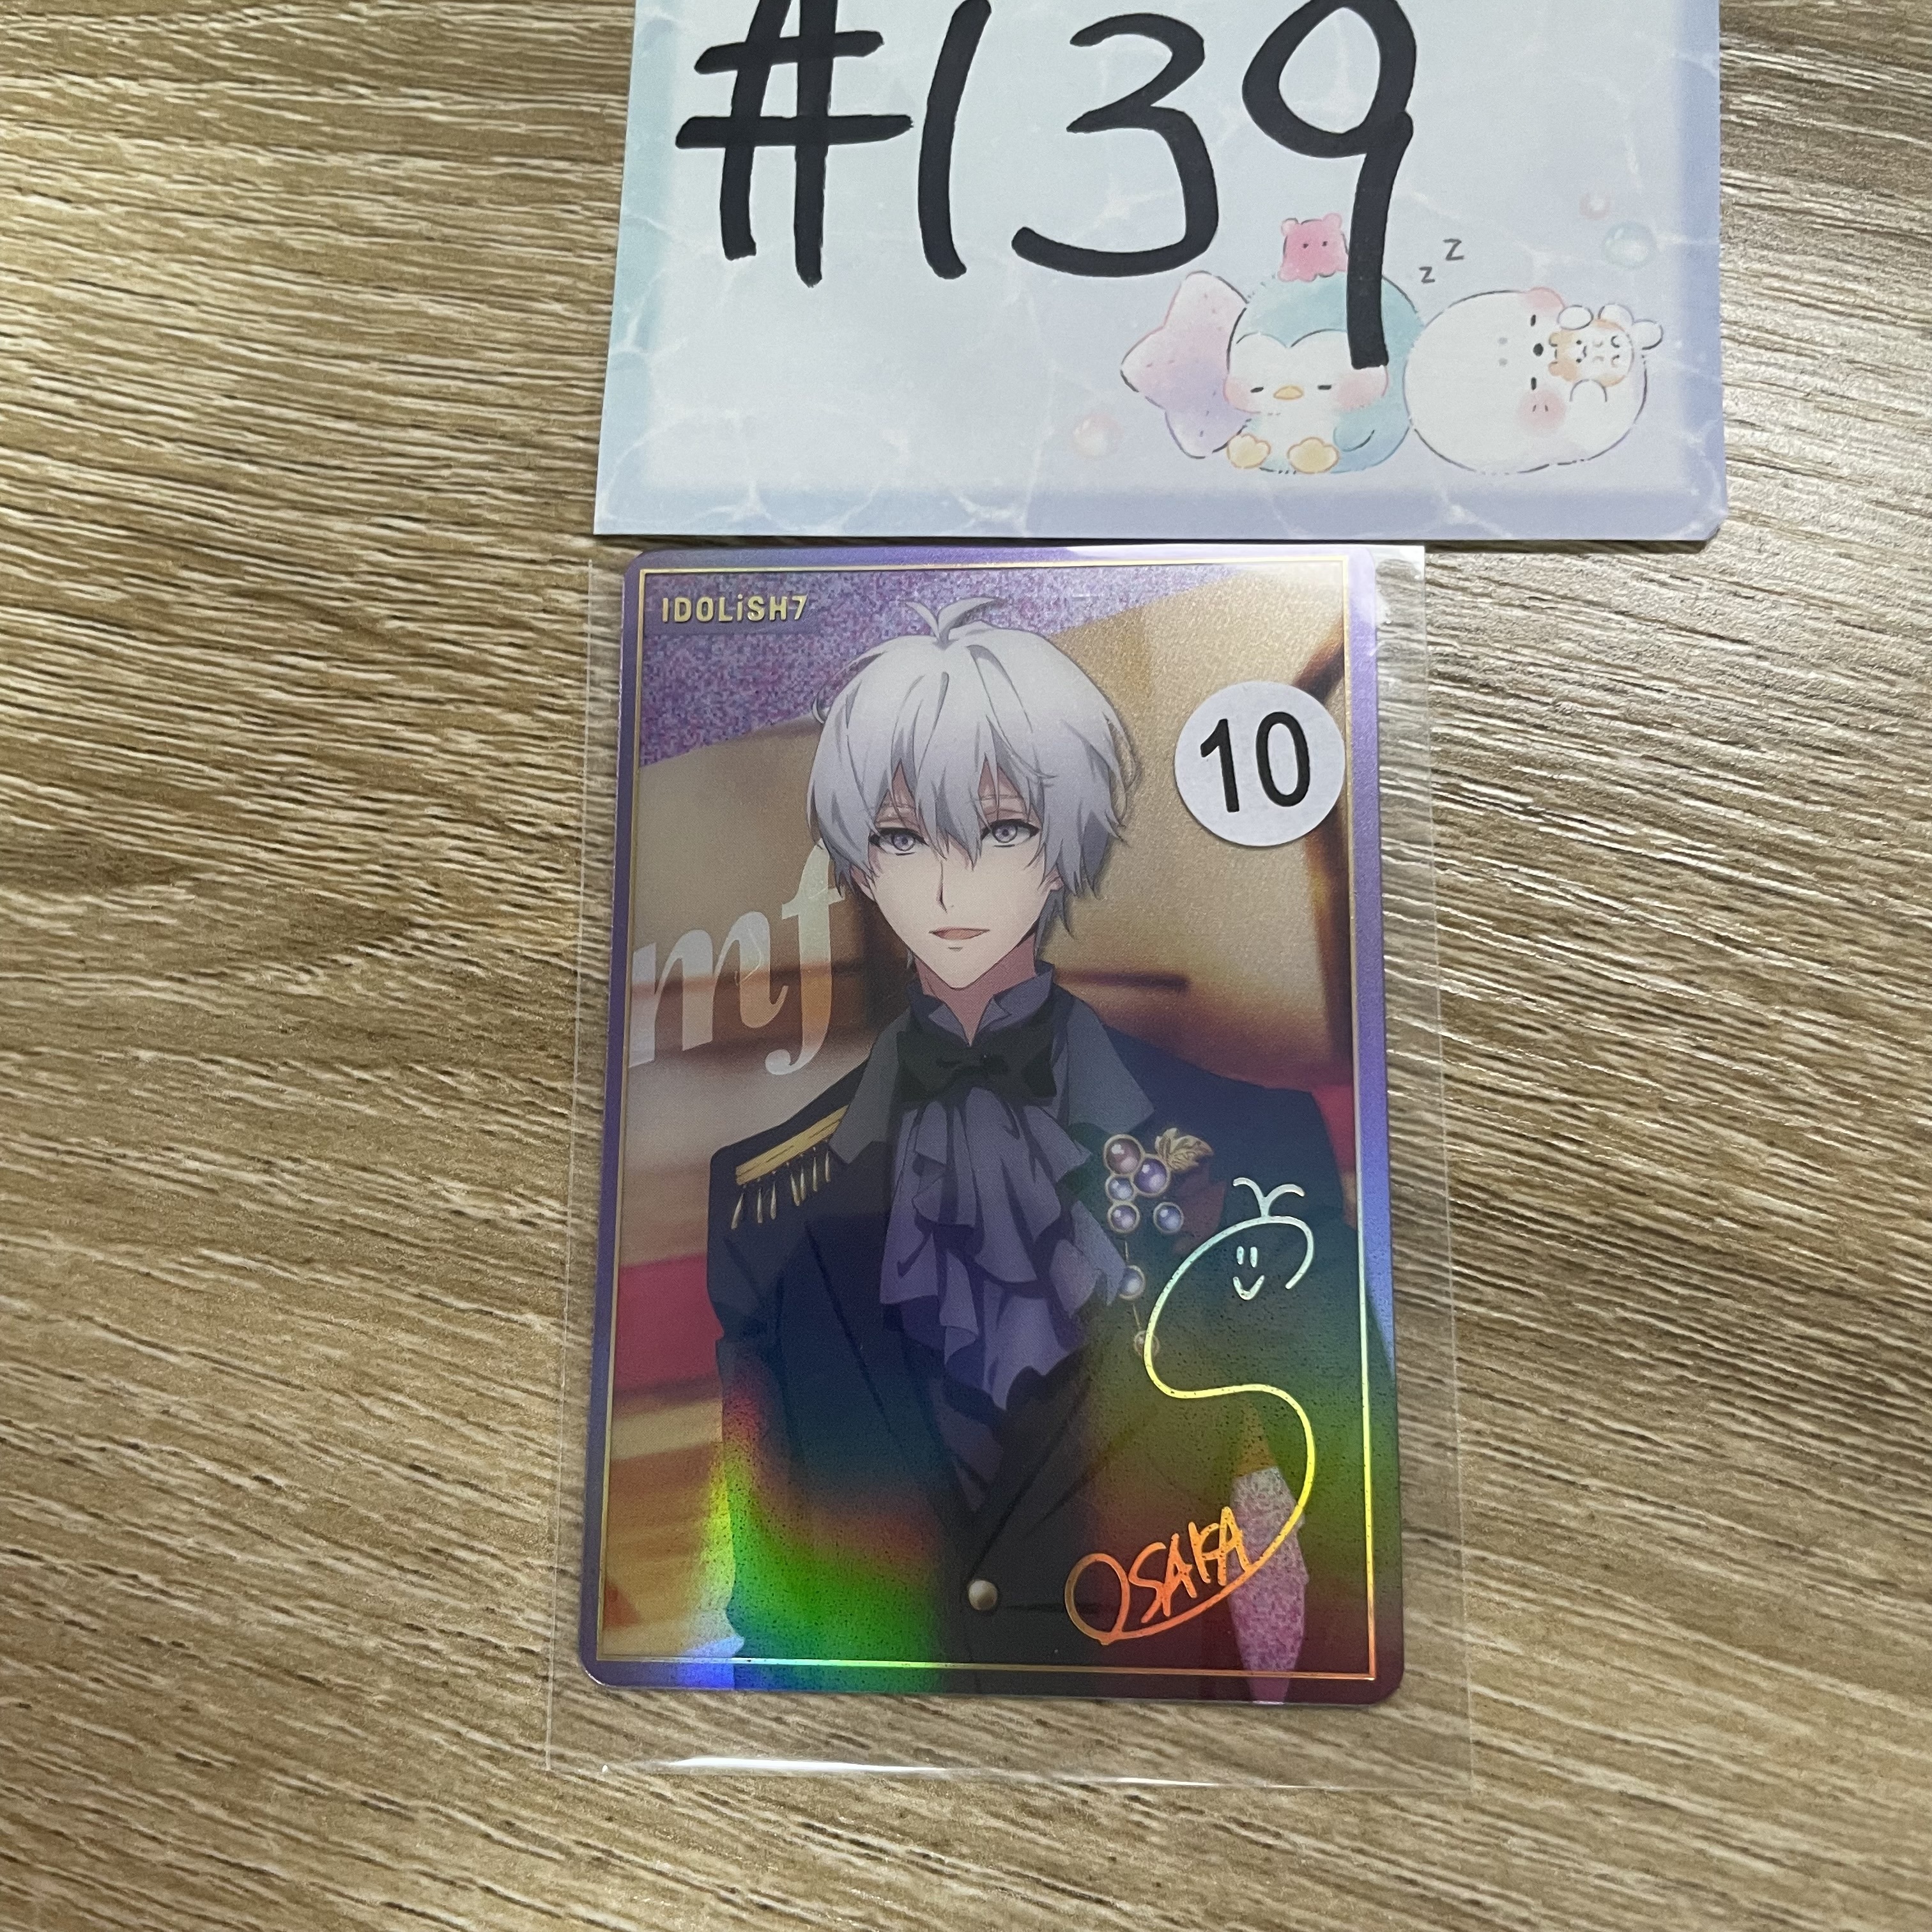 #139
IDOLiSH7
10
mf
z z
OSAKA